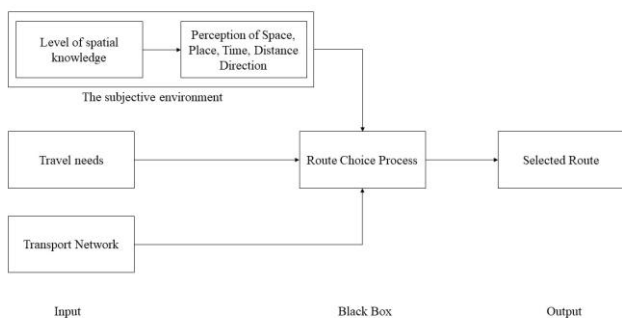 Level of spatial
knowledge
Perception of Space,
Place, Time, Distance
Direction
The subjective environment
Travel needs
Route Choice Process
Selected Route
Transport Network
Input
Black Box
Output